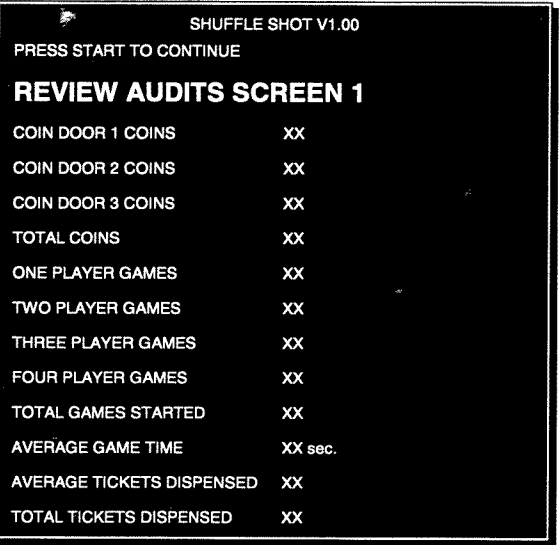 SHUFFLE SHOT V1.00
PRESS START TO CONTINUE
REVIEW AUDITS SCREEN 1
COIN DOOR 1 COINS XX
COIN DOOR 2 COINS XX
COIN DOOR 3 COINS XX
TOTAL COINS XX
ONE PLAYER GAMES XX
TWO PLAYER GAMES XX
THREE PLAYER GAMES XX
FOUR PLAYER GAMES XX
TOTAL GAMES STARTED XX
AVERAGE GAME TIME XX sec.
AVERAGE TICKETS DISPENSED XX
TOTAL TICKETS DISPENSED XX